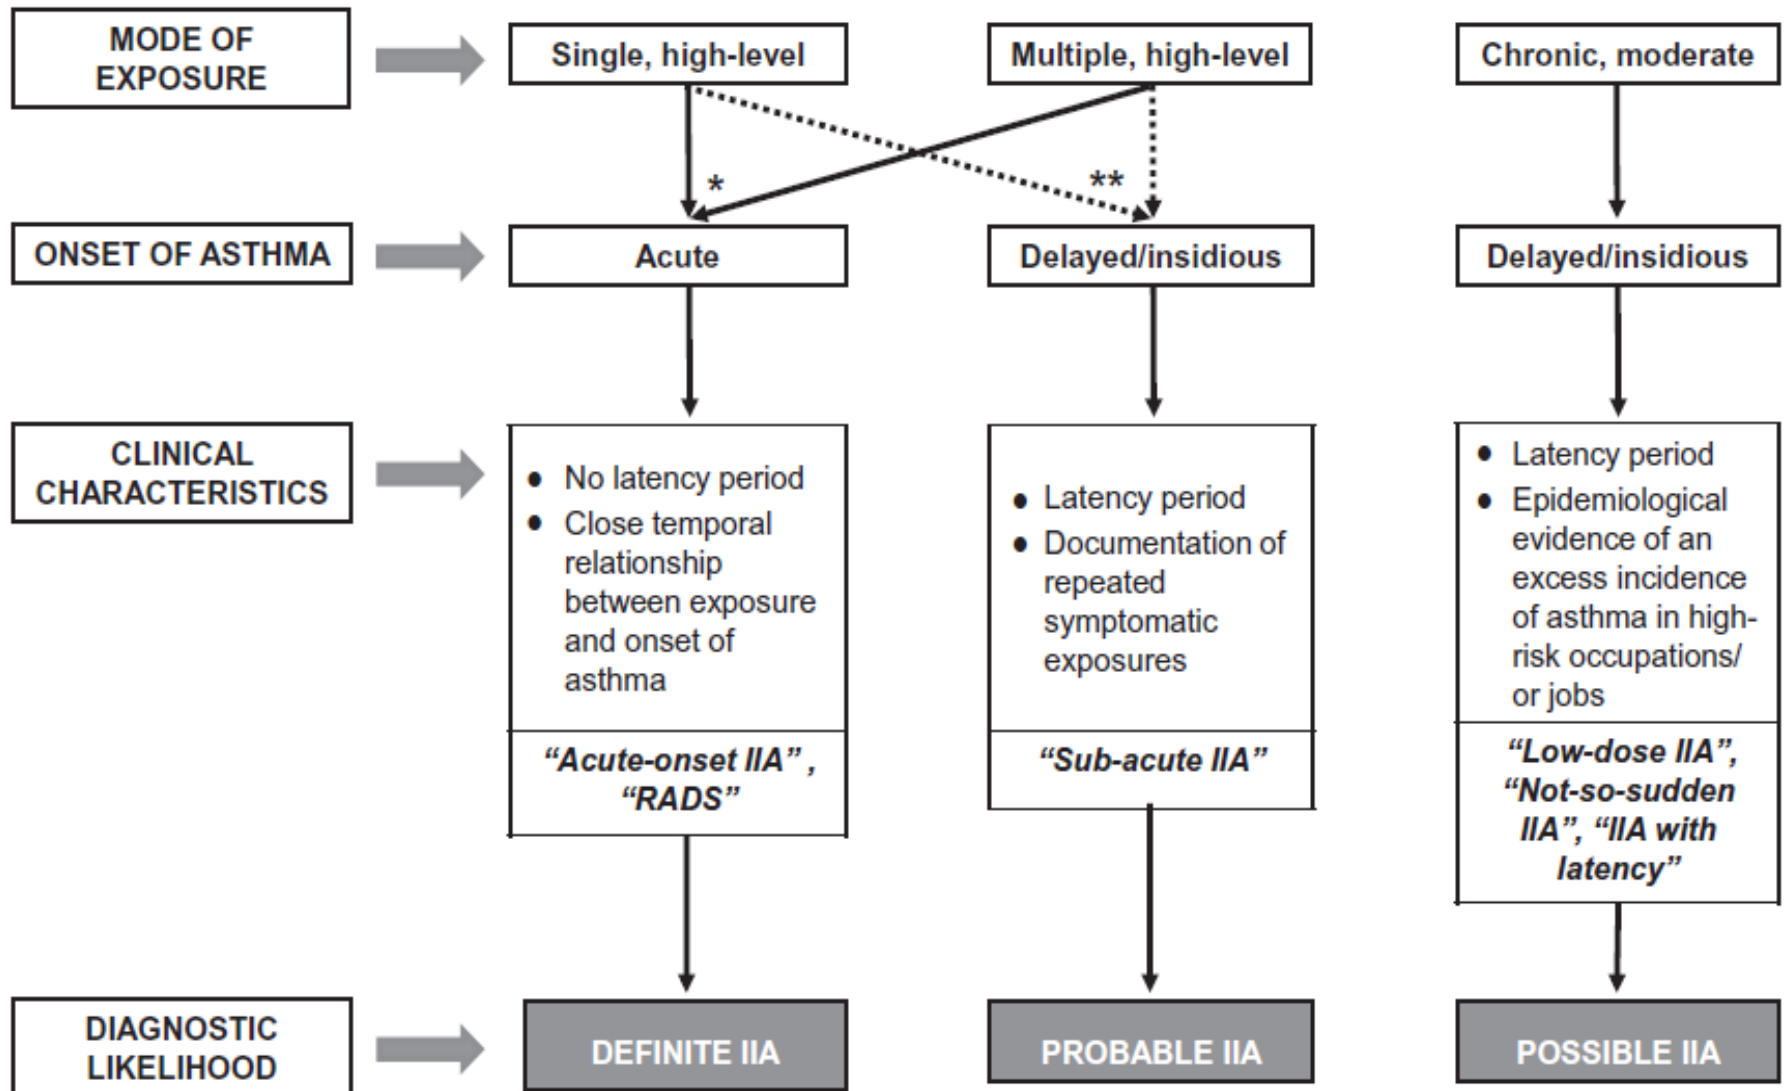 MODE OF
EXPOSURE
Single, high-level
Multiple, high-level
Chronic, moderate
*
**
ONSET OF ASTHMA
Acute
Delayed/insidious
Delayed/insidious
CLINICAL
CHARACTERISTICS
● No latency period
● Close temporal
relationship
between exposure
and onset of
asthma
"Acute-onset IIA" ,
"RADS"
● Latency period
● Documentation of
repeated
symptomatic
exposures
"Sub-acute IIA"
● Latency period
● Epidemiological
evidence of an
excess incidence
of asthma in high-
risk occupations/
or jobs
"Low-dose IIA",
"Not-so-sudden
IIA", "IIA with
latency"
DIAGNOSTIC
LIKELIHOOD
DEFINITE IIA
PROBABLE IIA
POSSIBLE IIA